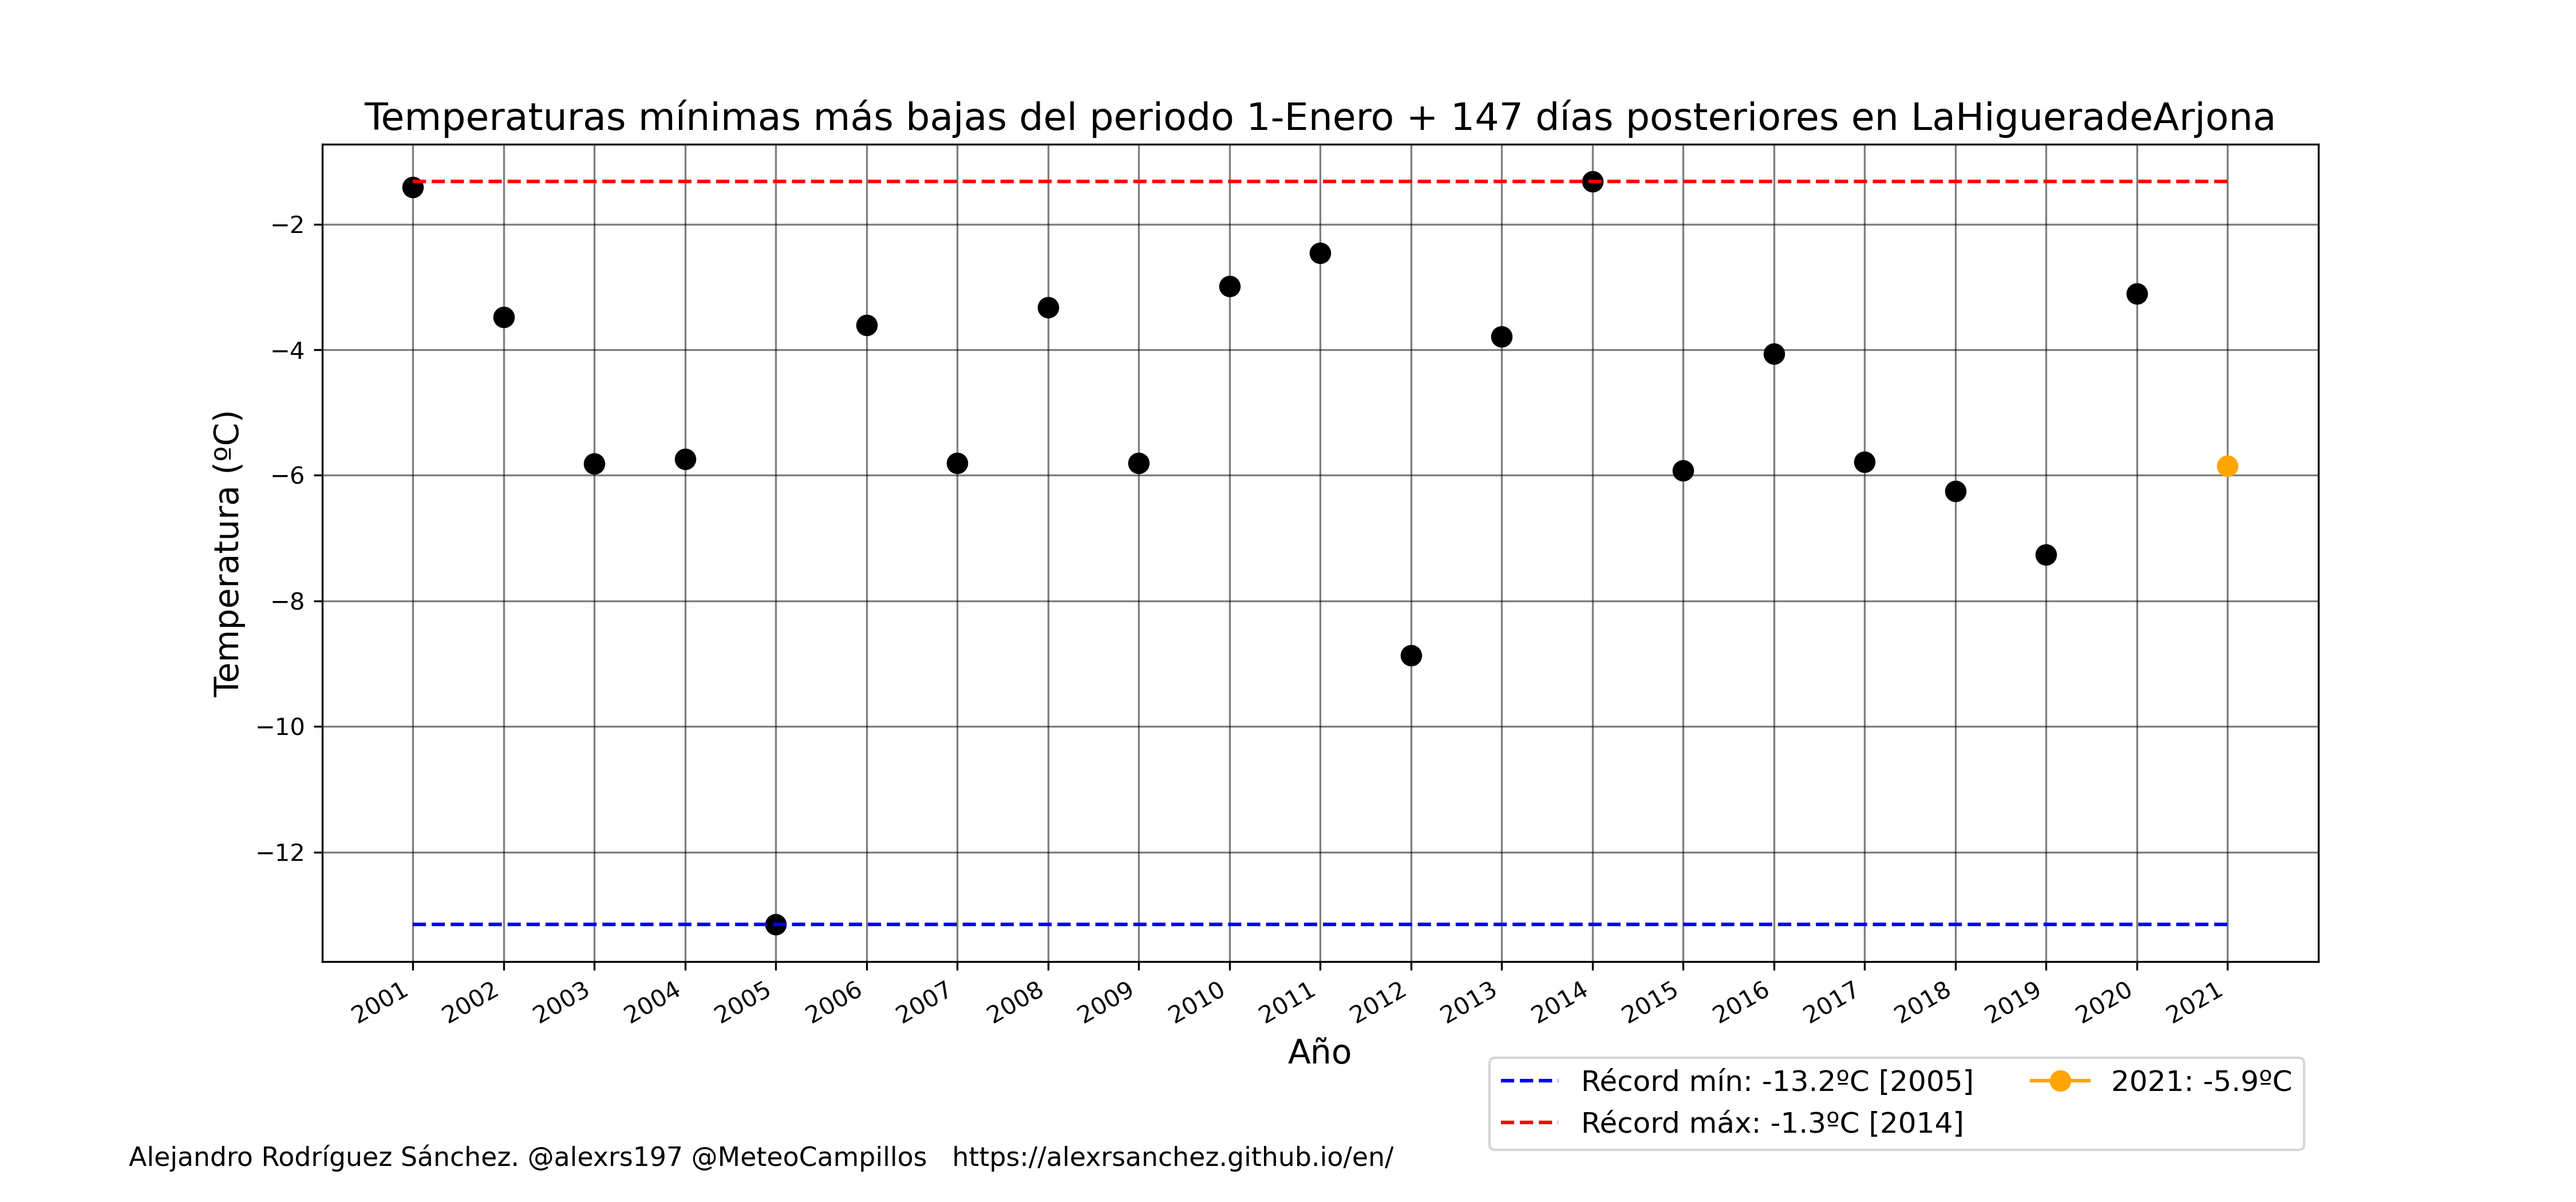 Temperaturas mínimas más bajas del periodo 1-Enero + 147 días posteriores en LaHigueradeArjona
Temperatura (ºC)
−2
−4
−6
−8
−10
−12
2001 2002 2003 2004 2005 2006 2007 2008 2009 2010 2011 2012 2013 2014 2015 2016 2017 2018 2019 2020 2021
Año
Récord mín: -13.2ºC [2005]
Récord máx: -1.3ºC [2014]
2021: -5.9ºC
Alejandro Rodríguez Sánchez. @alexrs197 @MeteoCampillos https://alexrsanchez.github.io/en/